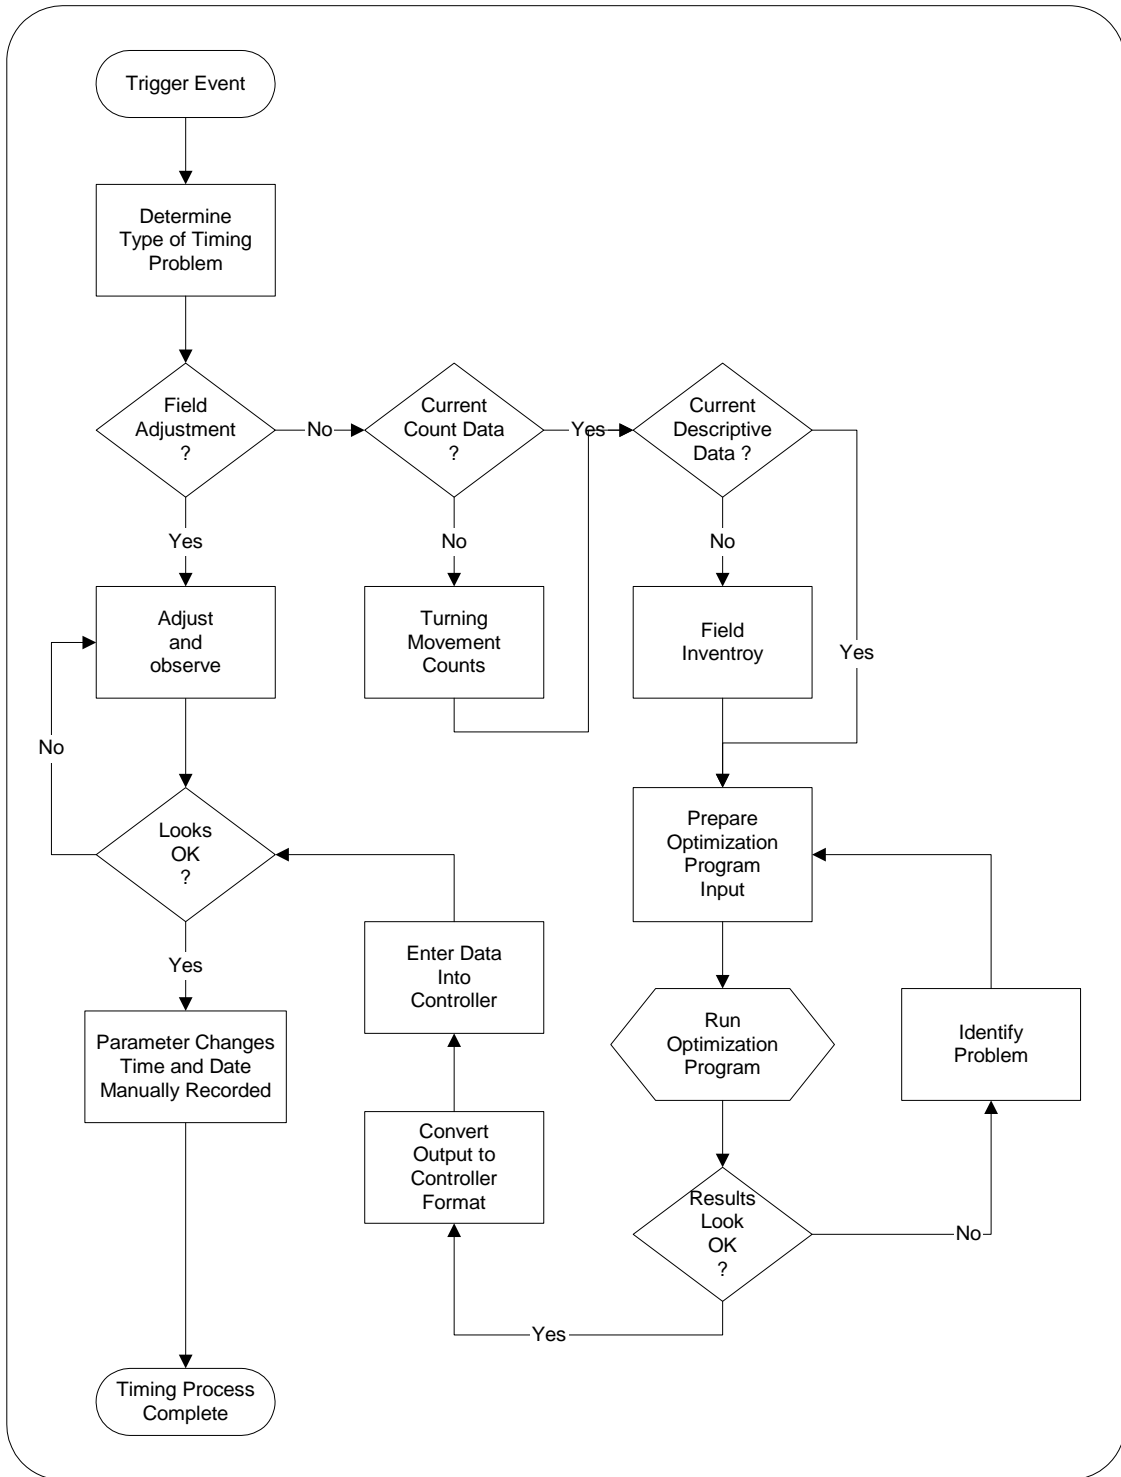 Trigger Event
Determine
Type of Timing
Problem
Field
Adjustment
?
No
Current
Count Data
?
Yes
Current
Descriptive
Data ?
Yes
No
No
Adjust
and
observe
Turning
Movement
Counts
Field
Inventroy
Yes
No
Looks
OK
?
Prepare
Optimization
Program
Input
Yes
Enter Data
Into
Controller
Run
Optimization
Program
Identify
Problem
Parameter Changes
Time and Date
Manually Recorded
Convert
Output to
Controller
Format
Results
Look
OK
?
No
Yes
Timing Process
Complete